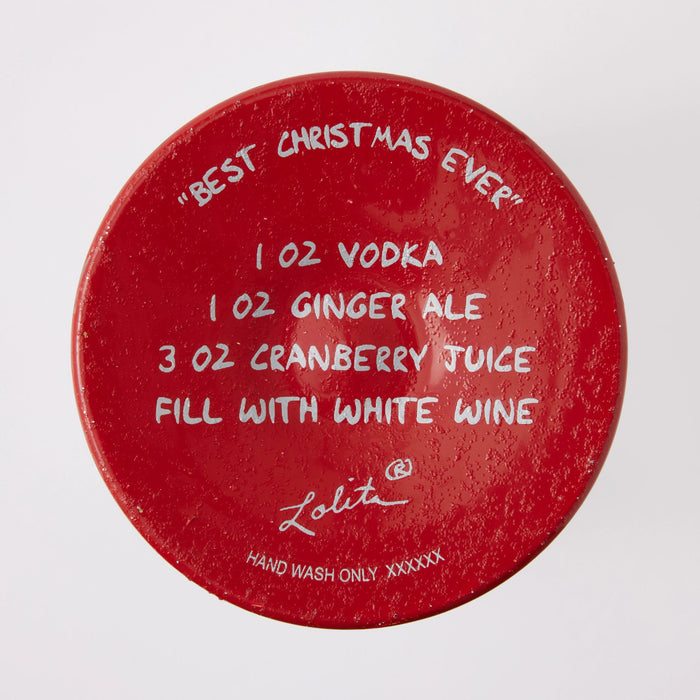 "BEST CHRISTMAS EVER"
1 OZ VODKA
1 OZ GINGER ALE
3 OZ CRANBERRY JUICE
FILL WITH WHITE WINE
Lolita®
HAND WASH ONLY XXXXXX